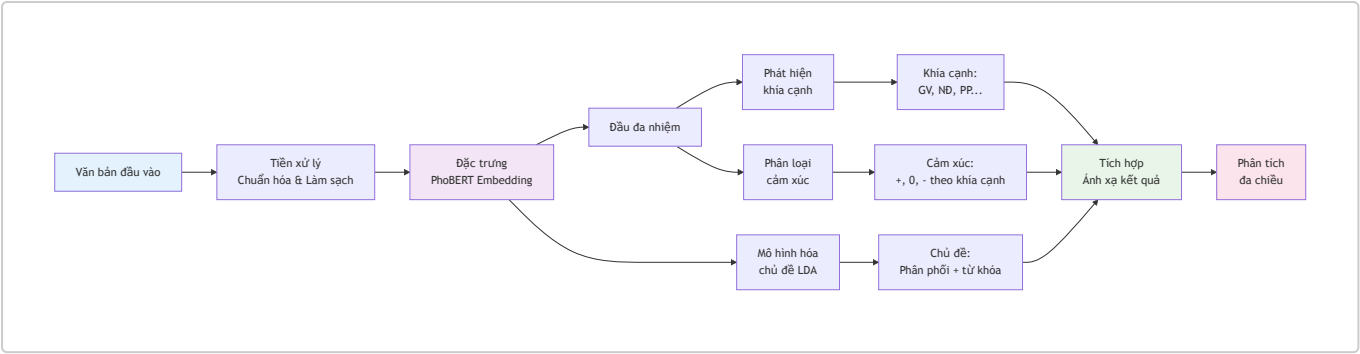 Văn bản đầu vào
Tiền xử lý
Chuẩn hóa & Làm sạch
Đặc trưng
PhoBERT Embedding
Đầu đa nhiệm
Phát hiện
khía cạnh
Khía cạnh:
GV, NĐ, PP...
Phân loại
cảm xúc
Cảm xúc:
+, 0, - theo khía cạnh
Mô hình hóa
chủ đề LDA
Chủ đề:
Phân phối + từ khóa
Tích hợp
Ánh xạ kết quả
Phân tích
đa chiều